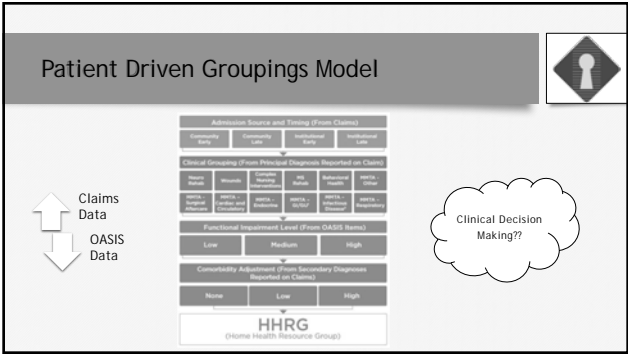 Patient Driven Groupings Model
Admission Source and Timing (From Claims)
Community Early
Community Late
Institutional Early
Institutional Late
Clinical Grouping (From Principal Diagnosis Reported on Claim)
Neuro Rehab
Wounds
Complex Nursing Interventions
MS Rehab
Behavioral Health
MMTA - Other
MMTA - Surgical Aftercare
MMTA - Cardiac and Circulatory
MMTA - Endocrine
MMTA - GI/GU
MMTA - Infectious Disease
MMTA - Respiratory
Functional Impairment Level (From OASIS Items)
Low
Medium
High
Comorbidity Adjustment (From Secondary Diagnoses
Reported on Claims)
None
Low
High
HHRG
(Home Health Resource Group)
Claims
Data
OASIS
Data
Clinical Decision
Making??